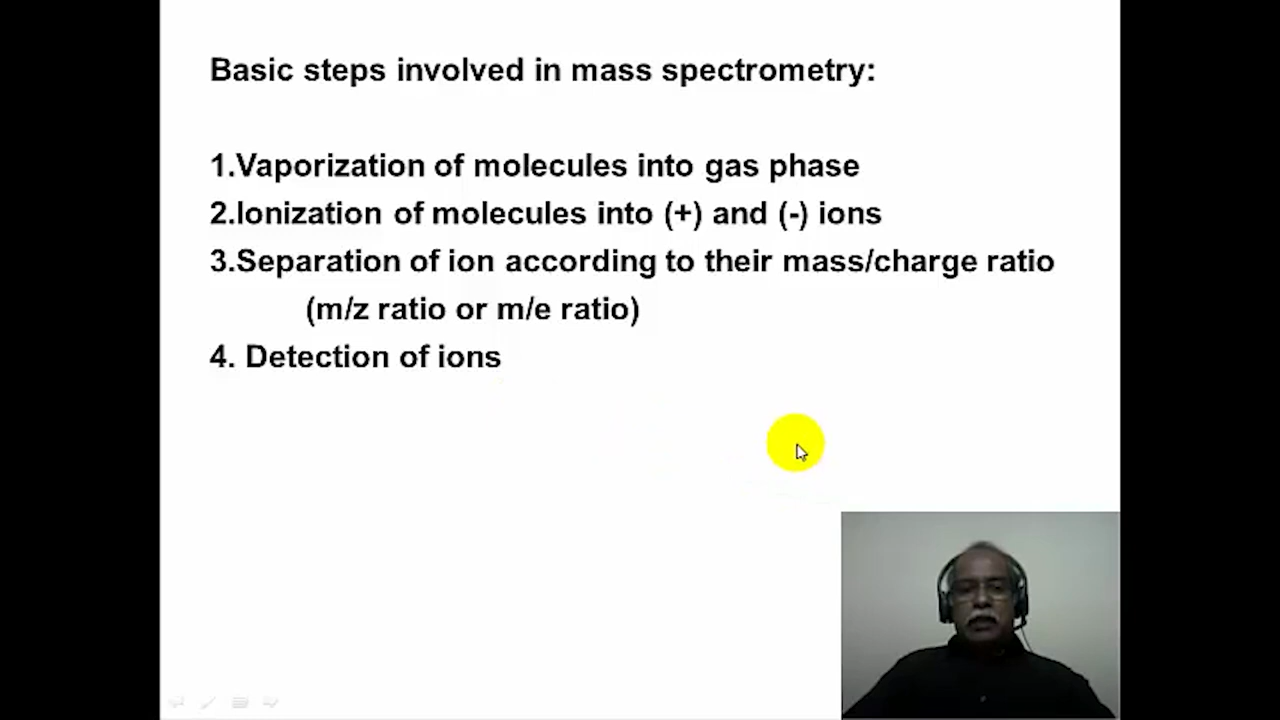 Basic steps involved in mass spectrometry:
1.Vaporization of molecules into gas phase
2.Ionization of molecules into (+) and (-) ions
3.Separation of ion according to their mass/charge ratio
(m/z ratio or m/e ratio)
4. Detection of ions